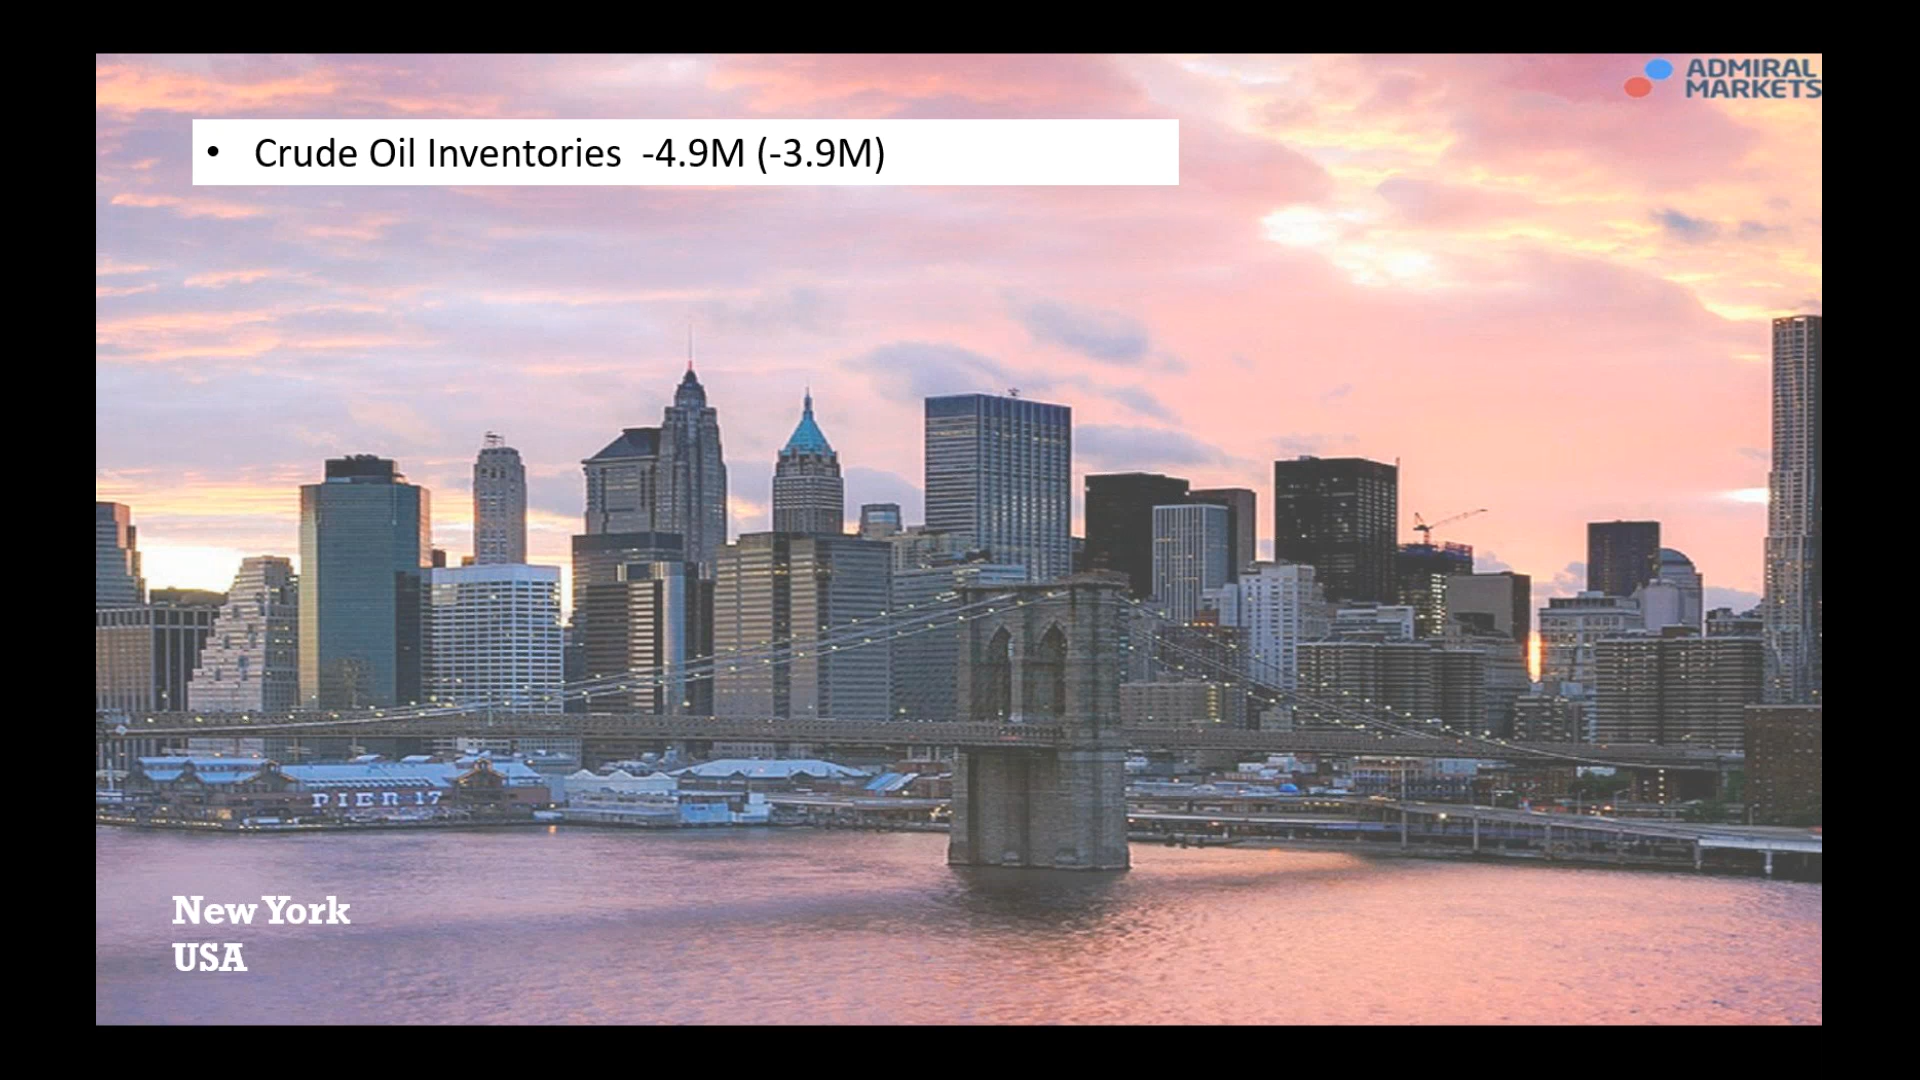 ADMIRAL
MARKETS
• Crude Oil Inventories -4.9M (-3.9M)
PIER 17
New York
USA